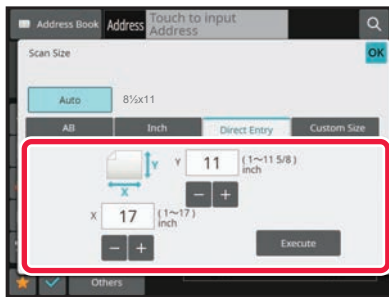 Address Book Address Touch to input Address
Scan Size OK
Auto 8½x11
AB Inch Direct Entry Custom Size
Y Y 11 (1~11 5/8) inch
X
X 17 (1~17) inch
− + 
− + Execute
Others